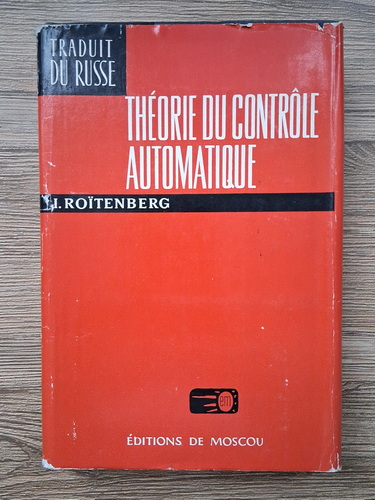 TRADUIT
DU RUSSE
THÉORIE DU CONTRÔLE
AUTOMATIQUE
I. ROÏTENBERG
ÉDITIONS DE MOSCOU